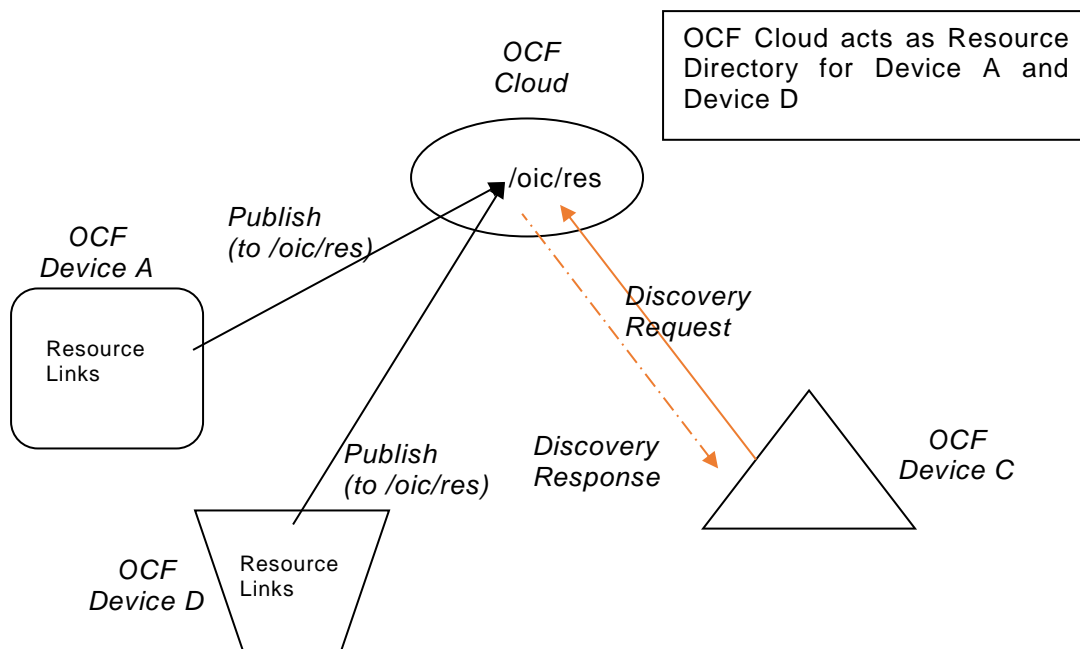 OCF
Cloud
OCF Cloud acts as Resource
Directory for Device A and
Device D
/oic/res
Publish
(to /oic/res)
OCF
Device A
Resource
Links
Discovery
Request
Publish
(to /oic/res)
Discovery
Response
OCF
Device C
OCF
Device D
Resource
Links